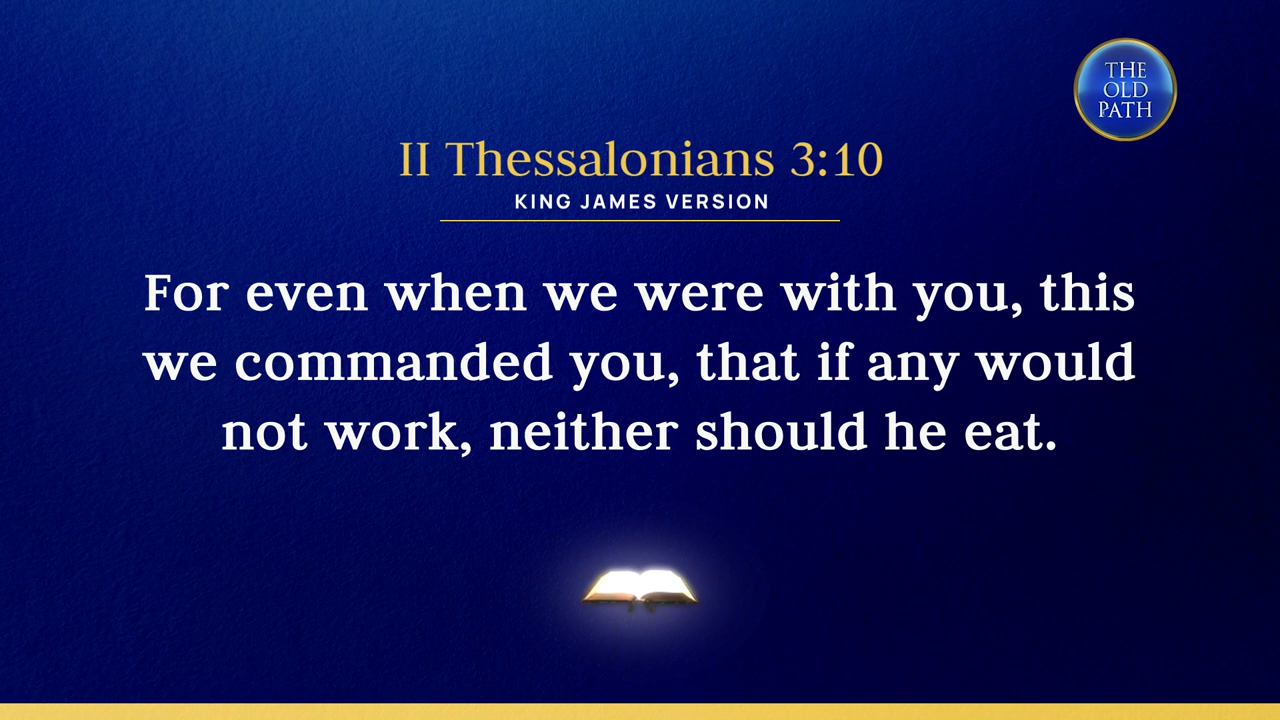 THE
OLD
PATH
II Thessalonians 3:10
KING JAMES VERSION
For even when we were with you, this
we commanded you, that if any would
not work, neither should he eat.